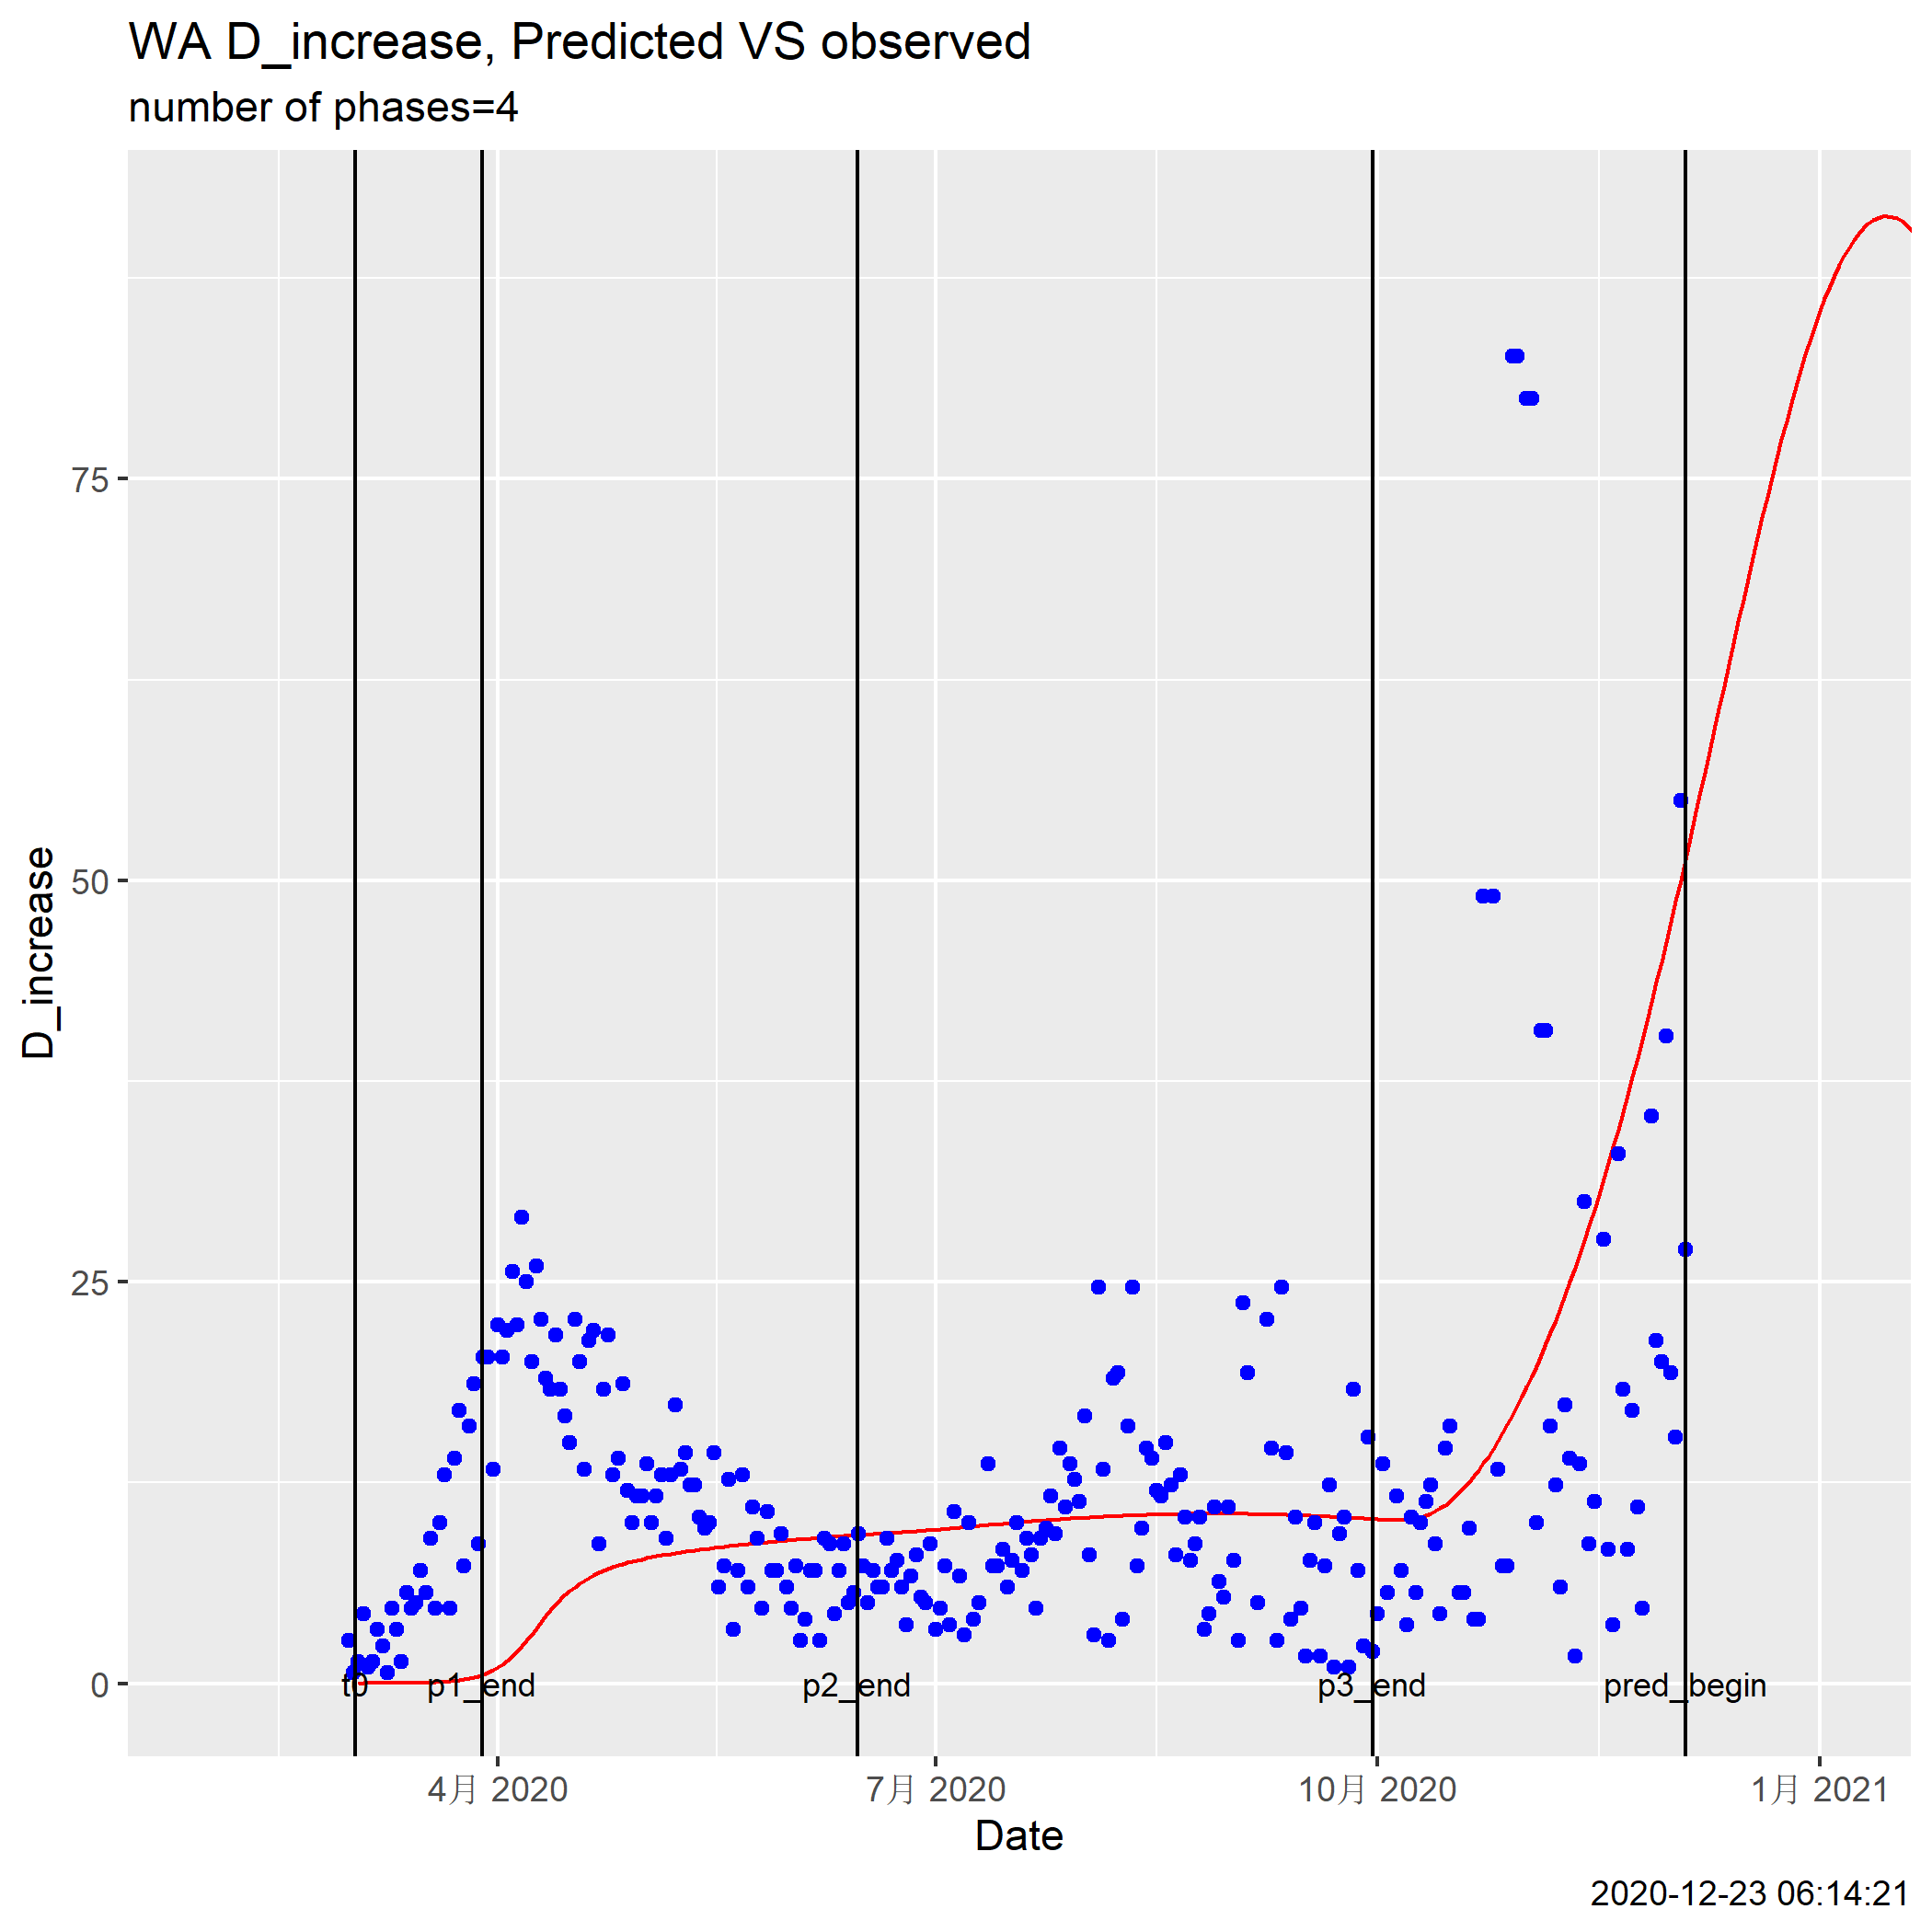 WA D_increase, Predicted VS observed
number of phases=4
D_increase
75
50
25
0
t0 p1_end p2_end p3_end pred_begin
4月 2020 7月 2020 10月 2020 1月 2021
Date
2020-12-23 06:14:21